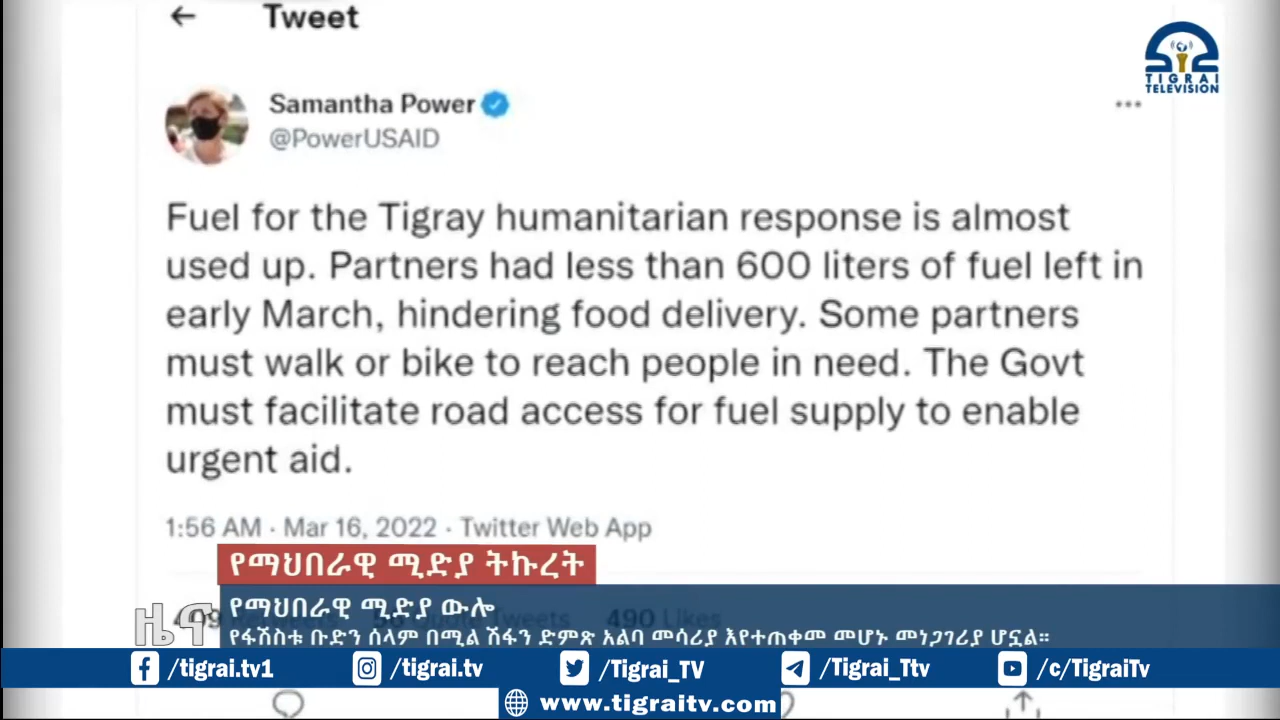 Tweet
TIGRAI
TELEVISION
Samantha Power
@PowerUSAID
Fuel for the Tigray humanitarian response is almost
used up. Partners had less than 600 liters of fuel left in
early March, hindering food delivery. Some partners
must walk or bike to reach people in need. The Govt
must facilitate road access for fuel supply to enable
urgent aid.
1:56 AM · Mar 16, 2022 · Twitter Web App
የማህበራዊ ሚድያ ትኩረት
ዜና
የማህበራዊ ሚድያ ውሎ
Tweets 490 Likes
የፋሽስቱ ቡድን ሰላም በሚል ሽፋን ድምጽ አልባ መሳሪያ እየተጠቀመ መሆኑ መነጋገሪያ ሆኗል።
/tigrai.tv1 /tigrai.tv /Tigrai_TV /Tigrai_Ttv /c/TigraiTv
www.tigraitv.com